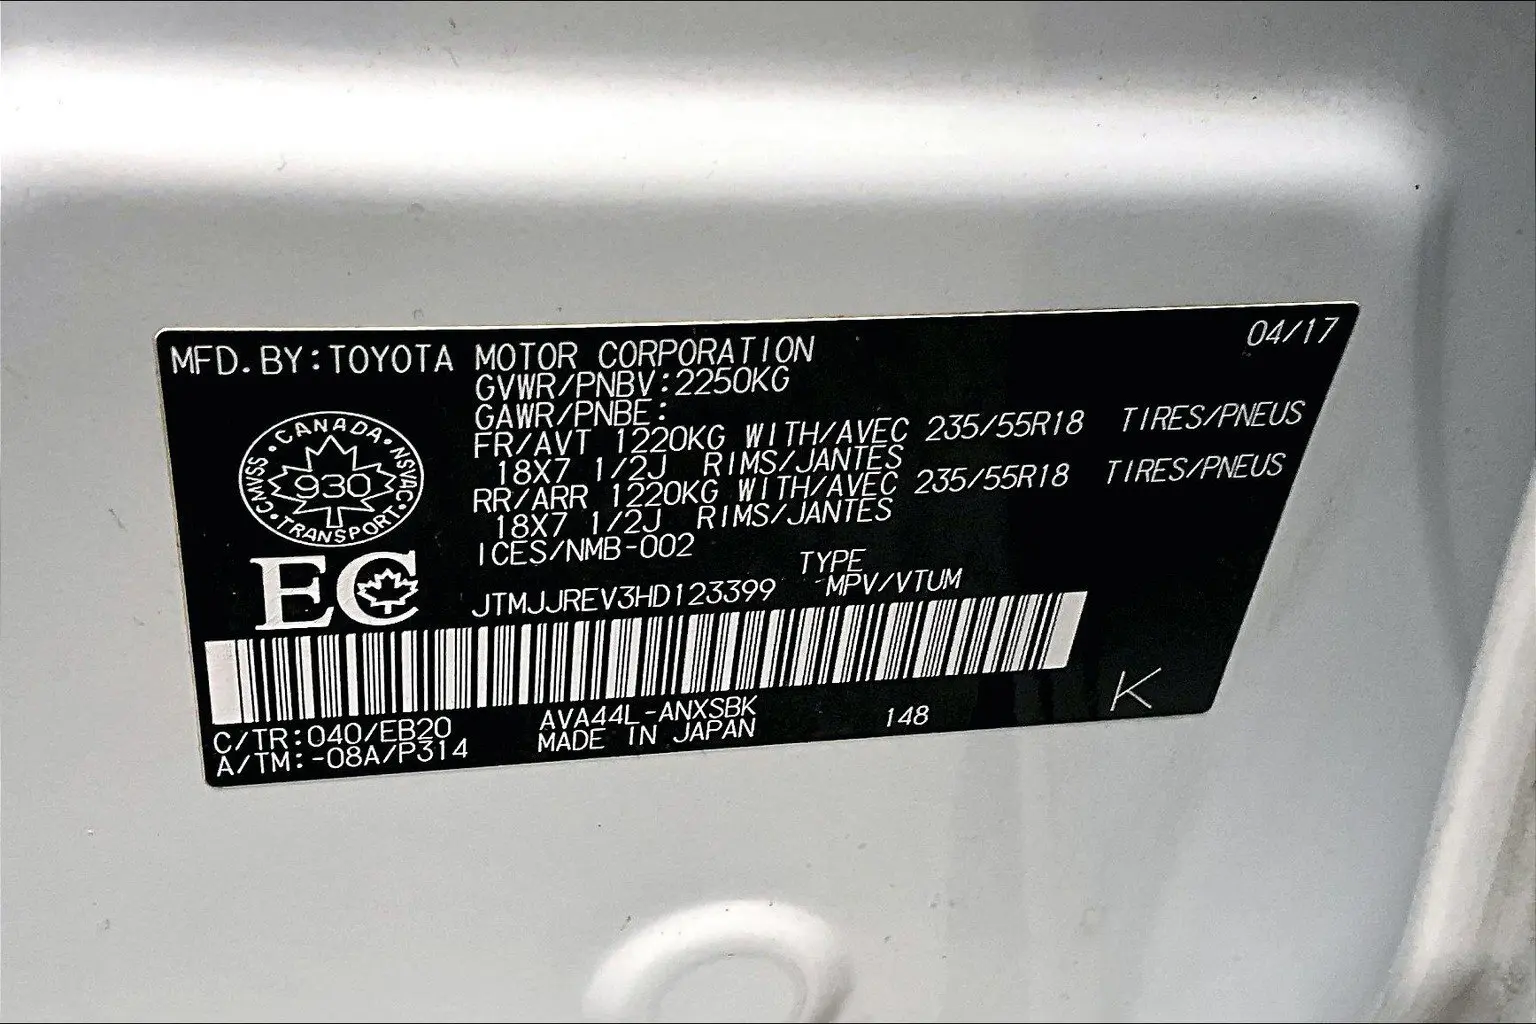 04/17
MFD. BY: TOYOTA MOTOR CORPORATION
GVWR/PNBV: 2250KG
GAWR/PNBE:
FR/AVT 1220KG WITH/AVEC 235/55R18 TIRES/PNEUS
18X7 1/2J RIMS/JANTES
RR/ARR 1220KG WITH/AVEC 235/55R18 TIRES/PNEUS
18X7 1/2J RIMS/JANTES
ICES/NMB-002
CANADA
CMVSS 930 NSVAC
TRANSPORT
EC
TYPE
JTMJJREV3HD123399 MPV/VTUM
C/TR: 040/EB20 AVA44L-ANXSBK 148 K
A/TM: -08A/P314 MADE IN JAPAN